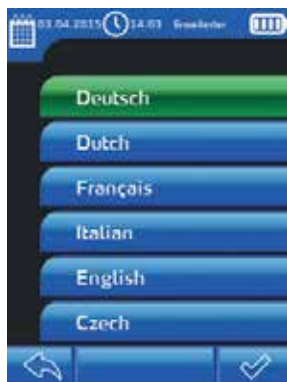 03.04.2015 14:03
Deutsch
Dutch
Français
Italian
English
Czech